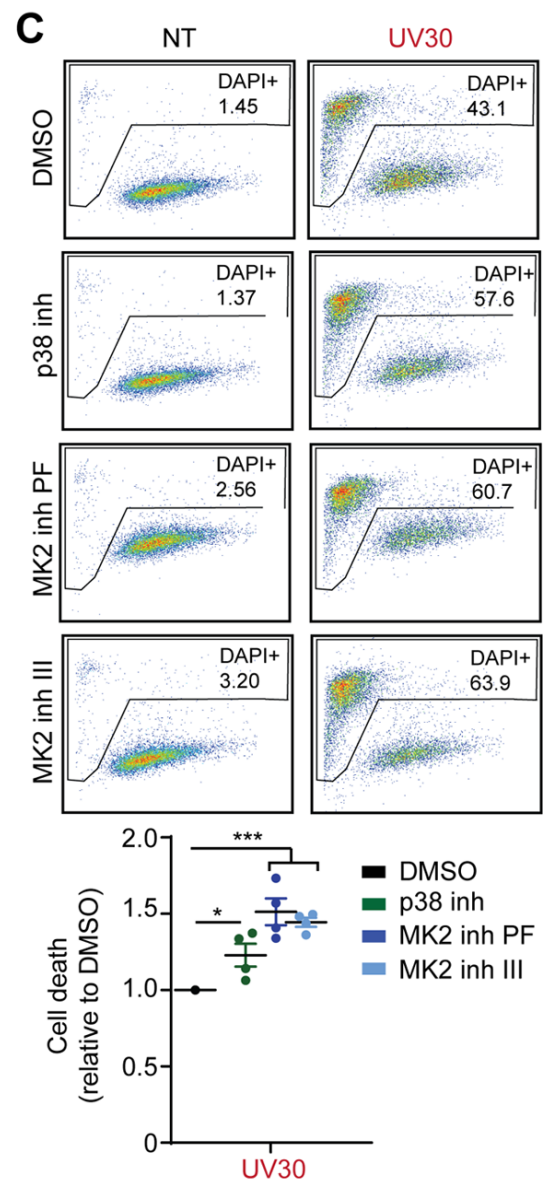 C
NT
UV30
DMSO
DAPI+
1.45
DAPI+
43.1
p38 inh
DAPI+
1.37
DAPI+
57.6
MK2 inh PF
DAPI+
2.56
DAPI+
60.7
MK2 inh III
DAPI+
3.20
DAPI+
63.9
Cell death
(relative to DMSO)
2.0
1.5
1.0
0.5
0
***
*
DMSO
p38 inh
MK2 inh PF
MK2 inh III
UV30